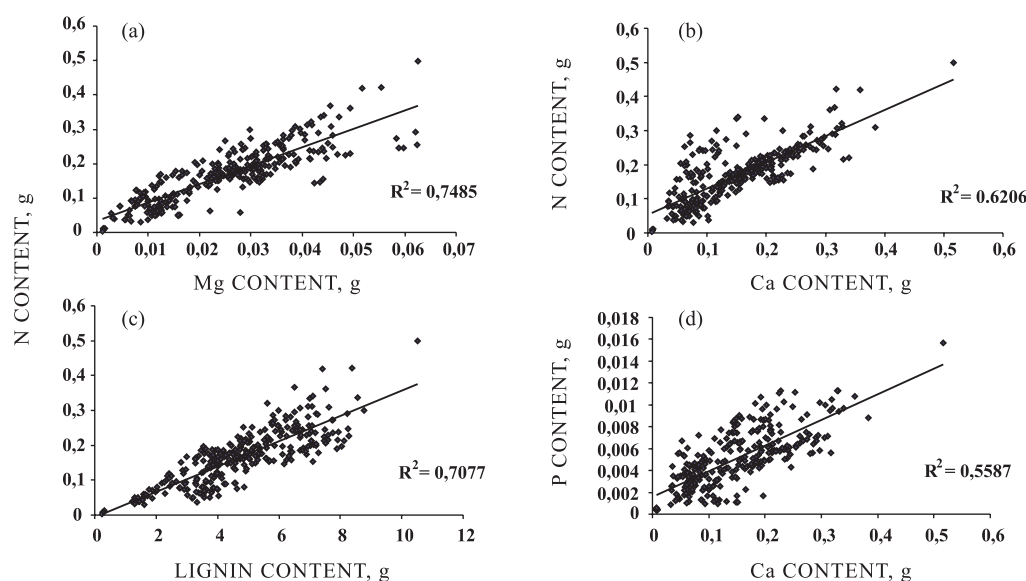 (a)
0,6
0,5
0,4
0,3
0,2
0,1
0
0 0,01 0,02 0,03 0,04 0,05 0,06 0,07
R2 = 0,7485
Mg CONTENT, g
(b)
N CONTENT, g
0,6
0,5
0,4
0,3
0,2
0,1
0
0 0,1 0,2 0,3 0,4 0,5 0,6
R2 = 0.6206
Ca CONTENT, g
N CONTENT, g
(c)
0,6
0,5
0,4
0,3
0,2
0,1
0
0 2 4 6 8 10 12
R2 = 0,7077
LIGNIN CONTENT, g
(d)
P CONTENT, g
0,018
0,016
0,014
0,012
0,01
0,008
0,006
0,004
0,002
0
0 0,1 0,2 0,3 0,4 0,5 0,6
R2 = 0,5587
Ca CONTENT, g